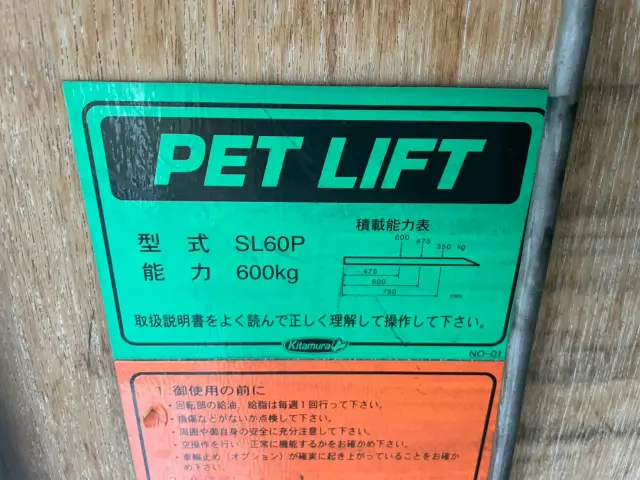 PET LIFT
型 式 SL60P
能 力 600kg
積載能力表
600 475 350 kg
475
600
750
mm
取扱説明書をよく読んで正しく理解して操作して下さい。
Kitamura
NO-01
御使用の前に
・回転部の給油、給脂は毎週1回行って下さい。
・損傷などがないか点検して下さい。
・周囲や御自身の安全に充分注意して下さい。
・空操作を行い 正常に機能するかをお確かめ下さい。
・車輪止め（オプション）が確実に起き上がっていることをお確か
め下さい。